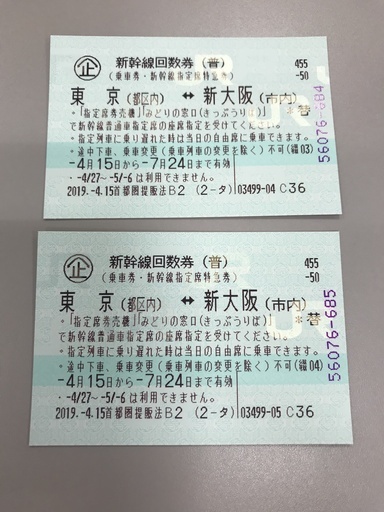 企 新幹線回数券(普) 455
(乗車券・新幹線指定席特急券) -50
東京(都区内) ↔ 新大阪(市内)
*「指定席券売機」「みどりの窓口(きっぷうりば)」 *替
で新幹線普通車指定席の座席指定を受けてください。
*指定列車に乗り遅れた時は当日の自由席に乗車できます。
*途中下車、乗車変更(乗車列車の変更を除く)不可(綴03)
-4月15日から-7月24日まで有効
・-4/27~-5/-6は利用できません。
2019.-4.15首都圏提販法B2 (2-タ) 03499-04 C36
56076-684
企 新幹線回数券(普) 455
(乗車券・新幹線指定席特急券) -50
東京(都区内) ↔ 新大阪(市内)
*「指定席券売機」「みどりの窓口(きっぷうりば)」 *替
で新幹線普通車指定席の座席指定を受けてください。
*指定列車に乗り遅れた時は当日の自由席に乗車できます。
*途中下車、乗車変更(乗車列車の変更を除く)不可(綴04)
-4月15日から-7月24日まで有効
・-4/27~-5/-6は利用できません。
2019.-4.15首都圏提販法B2 (2-タ) 03499-05 C36
56076-685